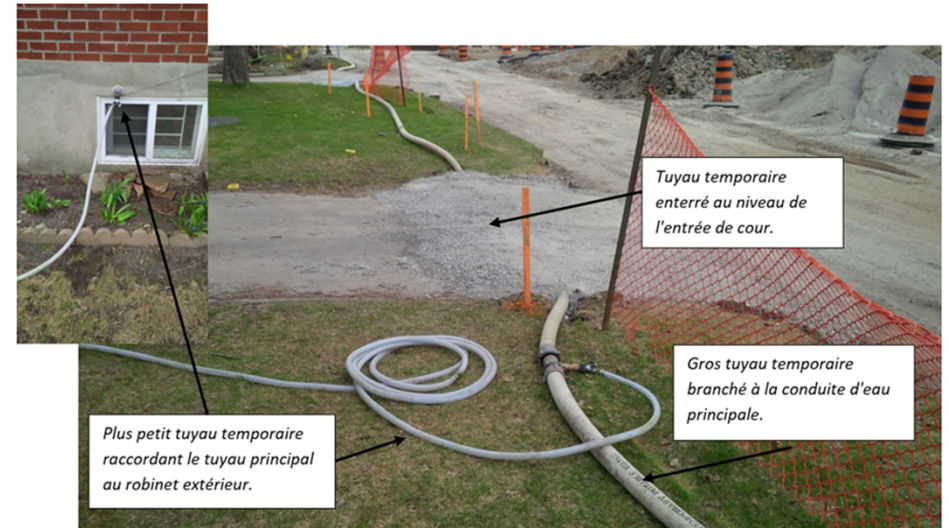 Tuyau temporaire
enterré au niveau de
l'entrée de cour.
Gros tuyau temporaire
branché à la conduite d'eau
principale.
Plus petit tuyau temporaire
raccordant le tuyau principal
au robinet extérieur.